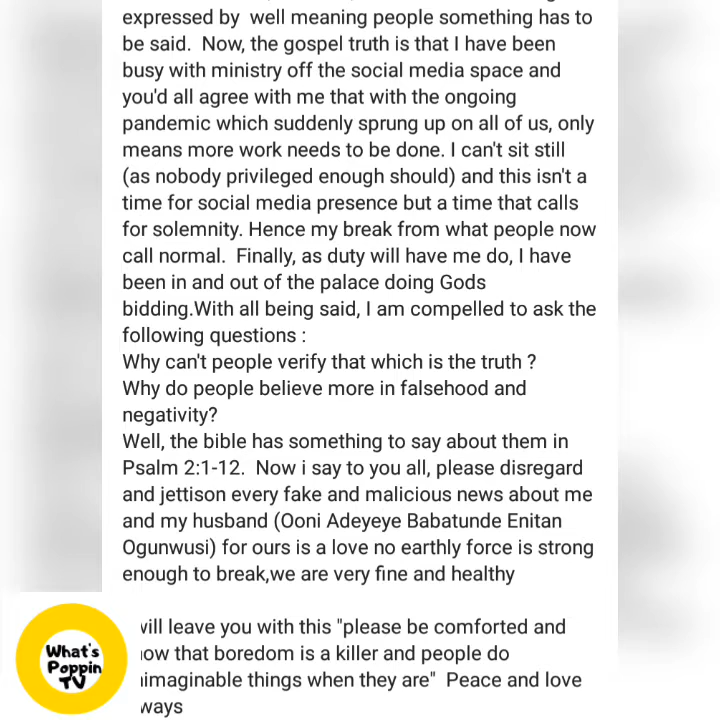 expressed by  well meaning people something has to
be said.  Now, the gospel truth is that I have been
busy with ministry off the social media space and
you'd all agree with me that with the ongoing
pandemic which suddenly sprung up on all of us, only
means more work needs to be done. I can't sit still
(as nobody privileged enough should) and this isn't a
time for social media presence but a time that calls
for solemnity. Hence my break from what people now
call normal.  Finally, as duty will have me do, I have
been in and out of the palace doing Gods
bidding.With all being said, I am compelled to ask the
following questions :
Why can't people verify that which is the truth ?
Why do people believe more in falsehood and
negativity?
Well, the bible has something to say about them in
Psalm 2:1-12.  Now i say to you all, please disregard
and jettison every fake and malicious news about me
and my husband (Ooni Adeyeye Babatunde Enitan
Ogunwusi) for ours is a love no earthly force is strong
enough to break,we are very fine and healthy
will leave you with this "please be comforted and
that boredom is a killer and people do
things when they are"  Peace and love
What's
Poppin
TV